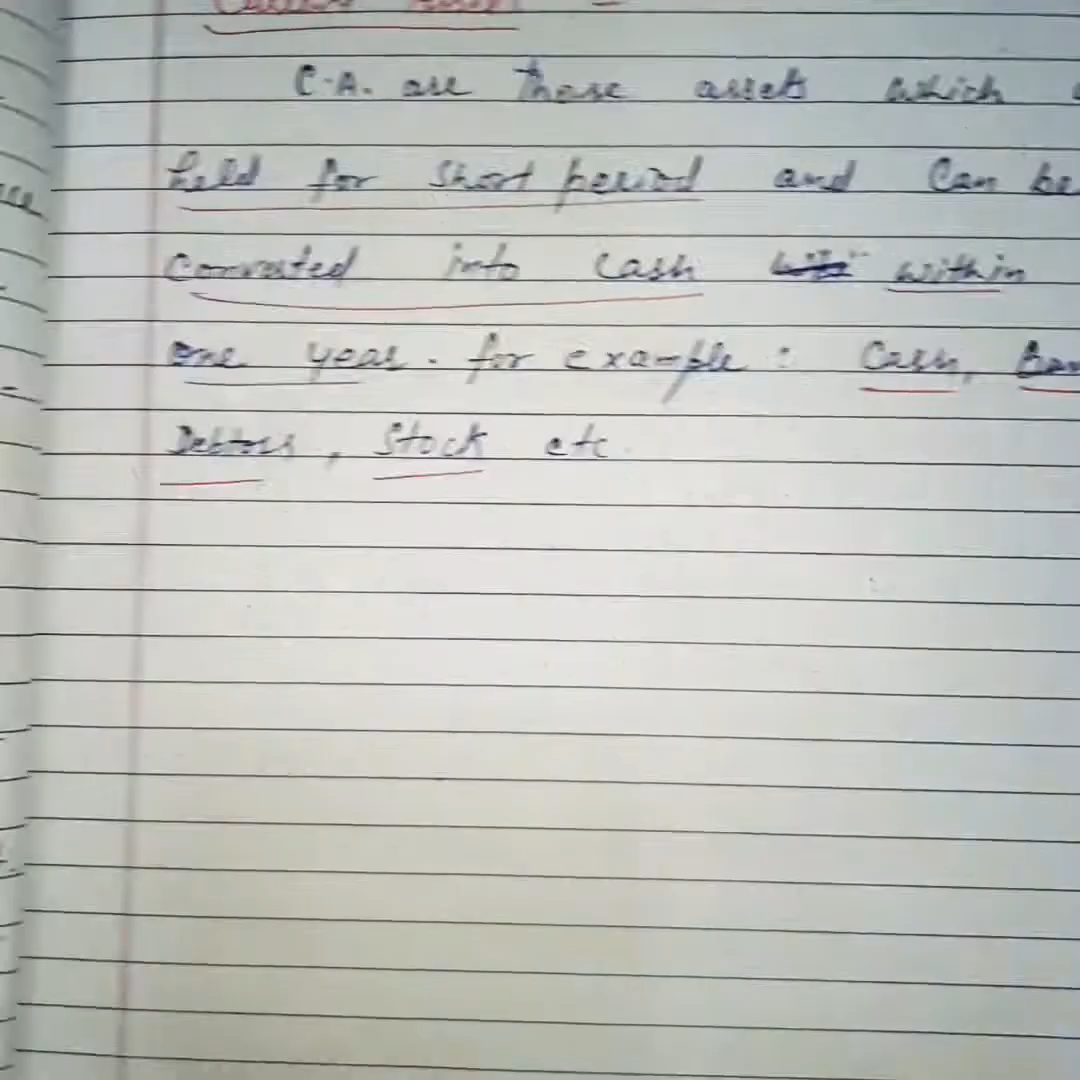 C.A. are those assets which
held for short period and can be
converted into cash within
one year. for example : Cash,
Debtors, Stock etc.